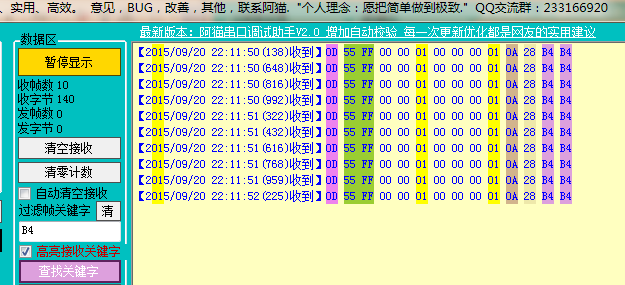 、实用、高效。 意见,BUG,改善,其他,联系阿猫. "个人理念：愿把简单做到极致." QQ交流群：233166920
最新版本：阿猫串口调试助手V2.0 增加自动校验 每一次更新优化都是网友的实用建议
数据区
暂停显示
收帧数 10
收字节 140
发帧数 0
发字节 0
清空接收
清零计数
自动清空接收
过滤帧关键字 清
B4
高亮接收关键字
查找关键字
【2015/09/20 22:11:50(138)收到】0D 55 FF 00 00 01 00 00 00 01 0A 28 B4 B4
【2015/09/20 22:11:50(648)收到】0D 55 FF 00 00 01 00 00 00 01 0A 28 B4 B4
【2015/09/20 22:11:50(816)收到】0D 55 FF 00 00 01 00 00 00 01 0A 28 B4 B4
【2015/09/20 22:11:50(992)收到】0D 55 FF 00 00 01 00 00 00 01 0A 28 B4 B4
【2015/09/20 22:11:51(322)收到】0D 55 FF 00 00 01 00 00 00 01 0A 28 B4 B4
【2015/09/20 22:11:51(432)收到】0D 55 FF 00 00 01 00 00 00 01 0A 28 B4 B4
【2015/09/20 22:11:51(616)收到】0D 55 FF 00 00 01 00 00 00 01 0A 28 B4 B4
【2015/09/20 22:11:51(768)收到】0D 55 FF 00 00 01 00 00 00 01 0A 28 B4 B4
【2015/09/20 22:11:51(959)收到】0D 55 FF 00 00 01 00 00 00 01 0A 28 B4 B4
【2015/09/20 22:11:52(225)收到】0D 55 FF 00 00 01 00 00 00 01 0A 28 B4 B4